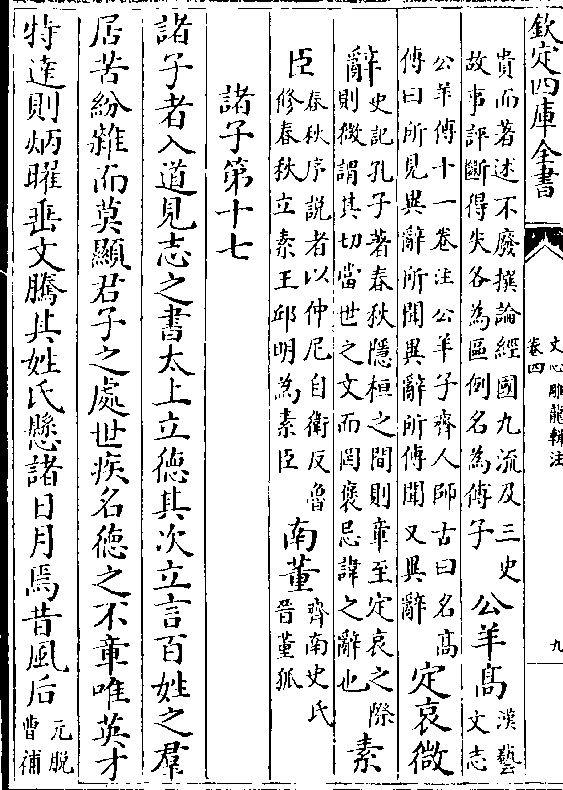 欽定四庫全書
文心雕龍輯注
卷四
九
貴而著述不廢撰論經國九流及三史
故事評斷得失各為區例名為傅子
公羊高
漢藝
文志
公羊傳十一卷注公羊子齊人師古曰名高
傳曰所見異辭所聞異辭所傳聞又異辭
定哀微
辭
史記孔子著春秋隱桓之間則章至定哀之際
則微謂其切當世之文而罔褒忌諱之辭也
素
臣
春秋序說者以仲尼自衛反魯
修春秋立素王邱明為素臣
南董
齊南史氏
晉董狐
諸子第十七
諸子者入道見志之書太上立德其次立言百姓之羣
居苦紛雜而莫顯君子之處世疾名德之不章唯英才
特達則炳曜垂文騰其姓氏懸諸日月焉昔風后
元脱
曹補